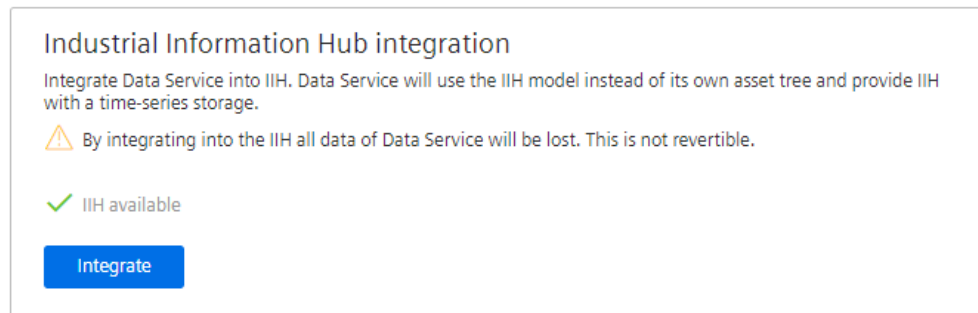 Industrial Information Hub integration
Integrate Data Service into IIH. Data Service will use the IIH model instead of its own asset tree and provide IIH
with a time-series storage.
By integrating into the IIH all data of Data Service will be lost. This is not revertible.
IIH available
Integrate